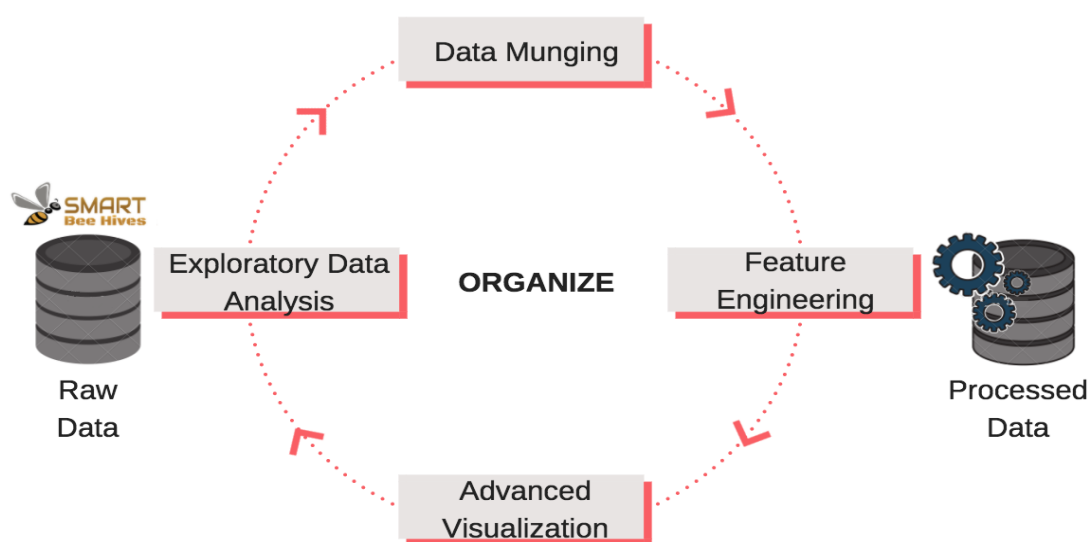 Data Munging
SMART
Bee Hives
Exploratory Data
Analysis
ORGANIZE
Feature
Engineering
Raw
Data
Processed
Data
Advanced
Visualization